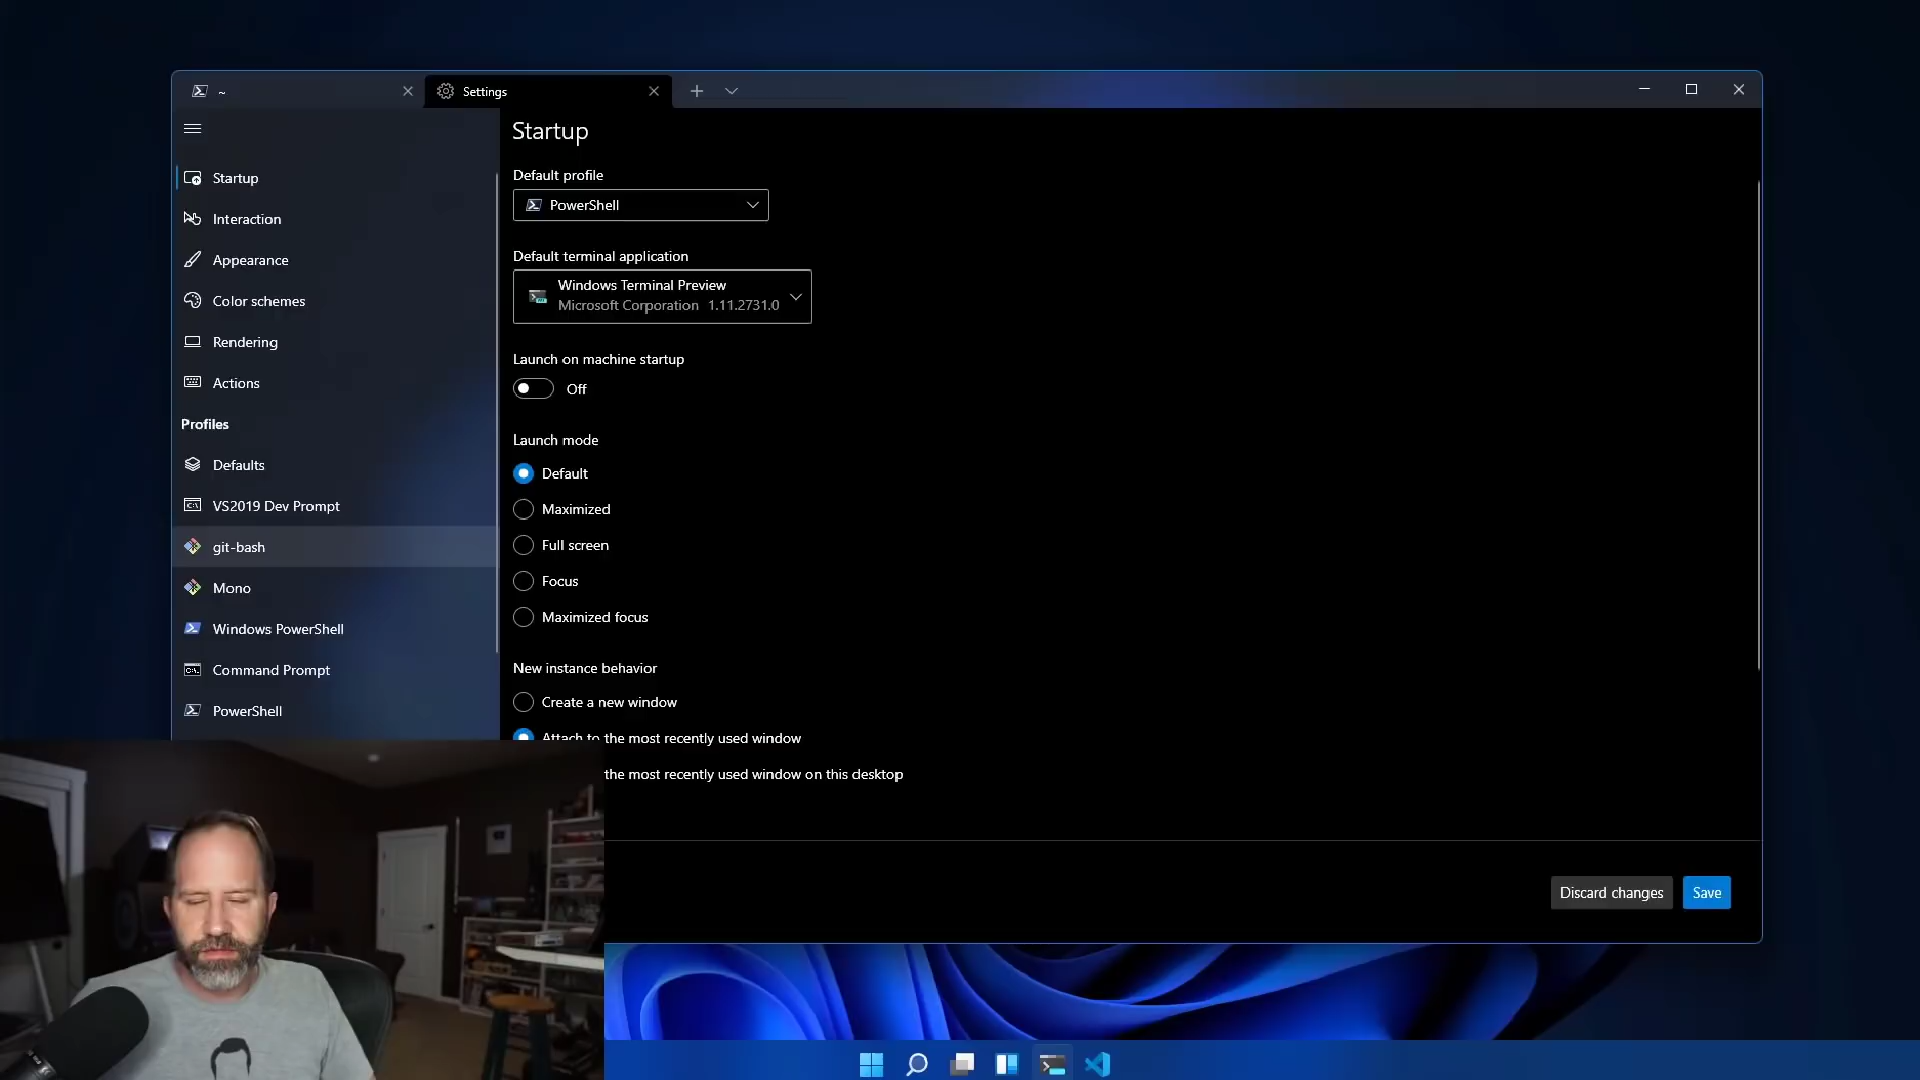 ~
Settings
Startup
Interaction
Appearance
Color schemes
Rendering
Actions
Profiles
Defaults
VS2019 Dev Prompt
git-bash
Mono
Windows PowerShell
Command Prompt
PowerShell
Startup
Default profile
PowerShell
Default terminal application
Windows Terminal Preview
Microsoft Corporation 1.11.2731.0
Launch on machine startup
Off
Launch mode
Default
Maximized
Full screen
Focus
Maximized focus
New instance behavior
Create a new window
Attach to the most recently used window
the most recently used window on this desktop
Discard changes
Save